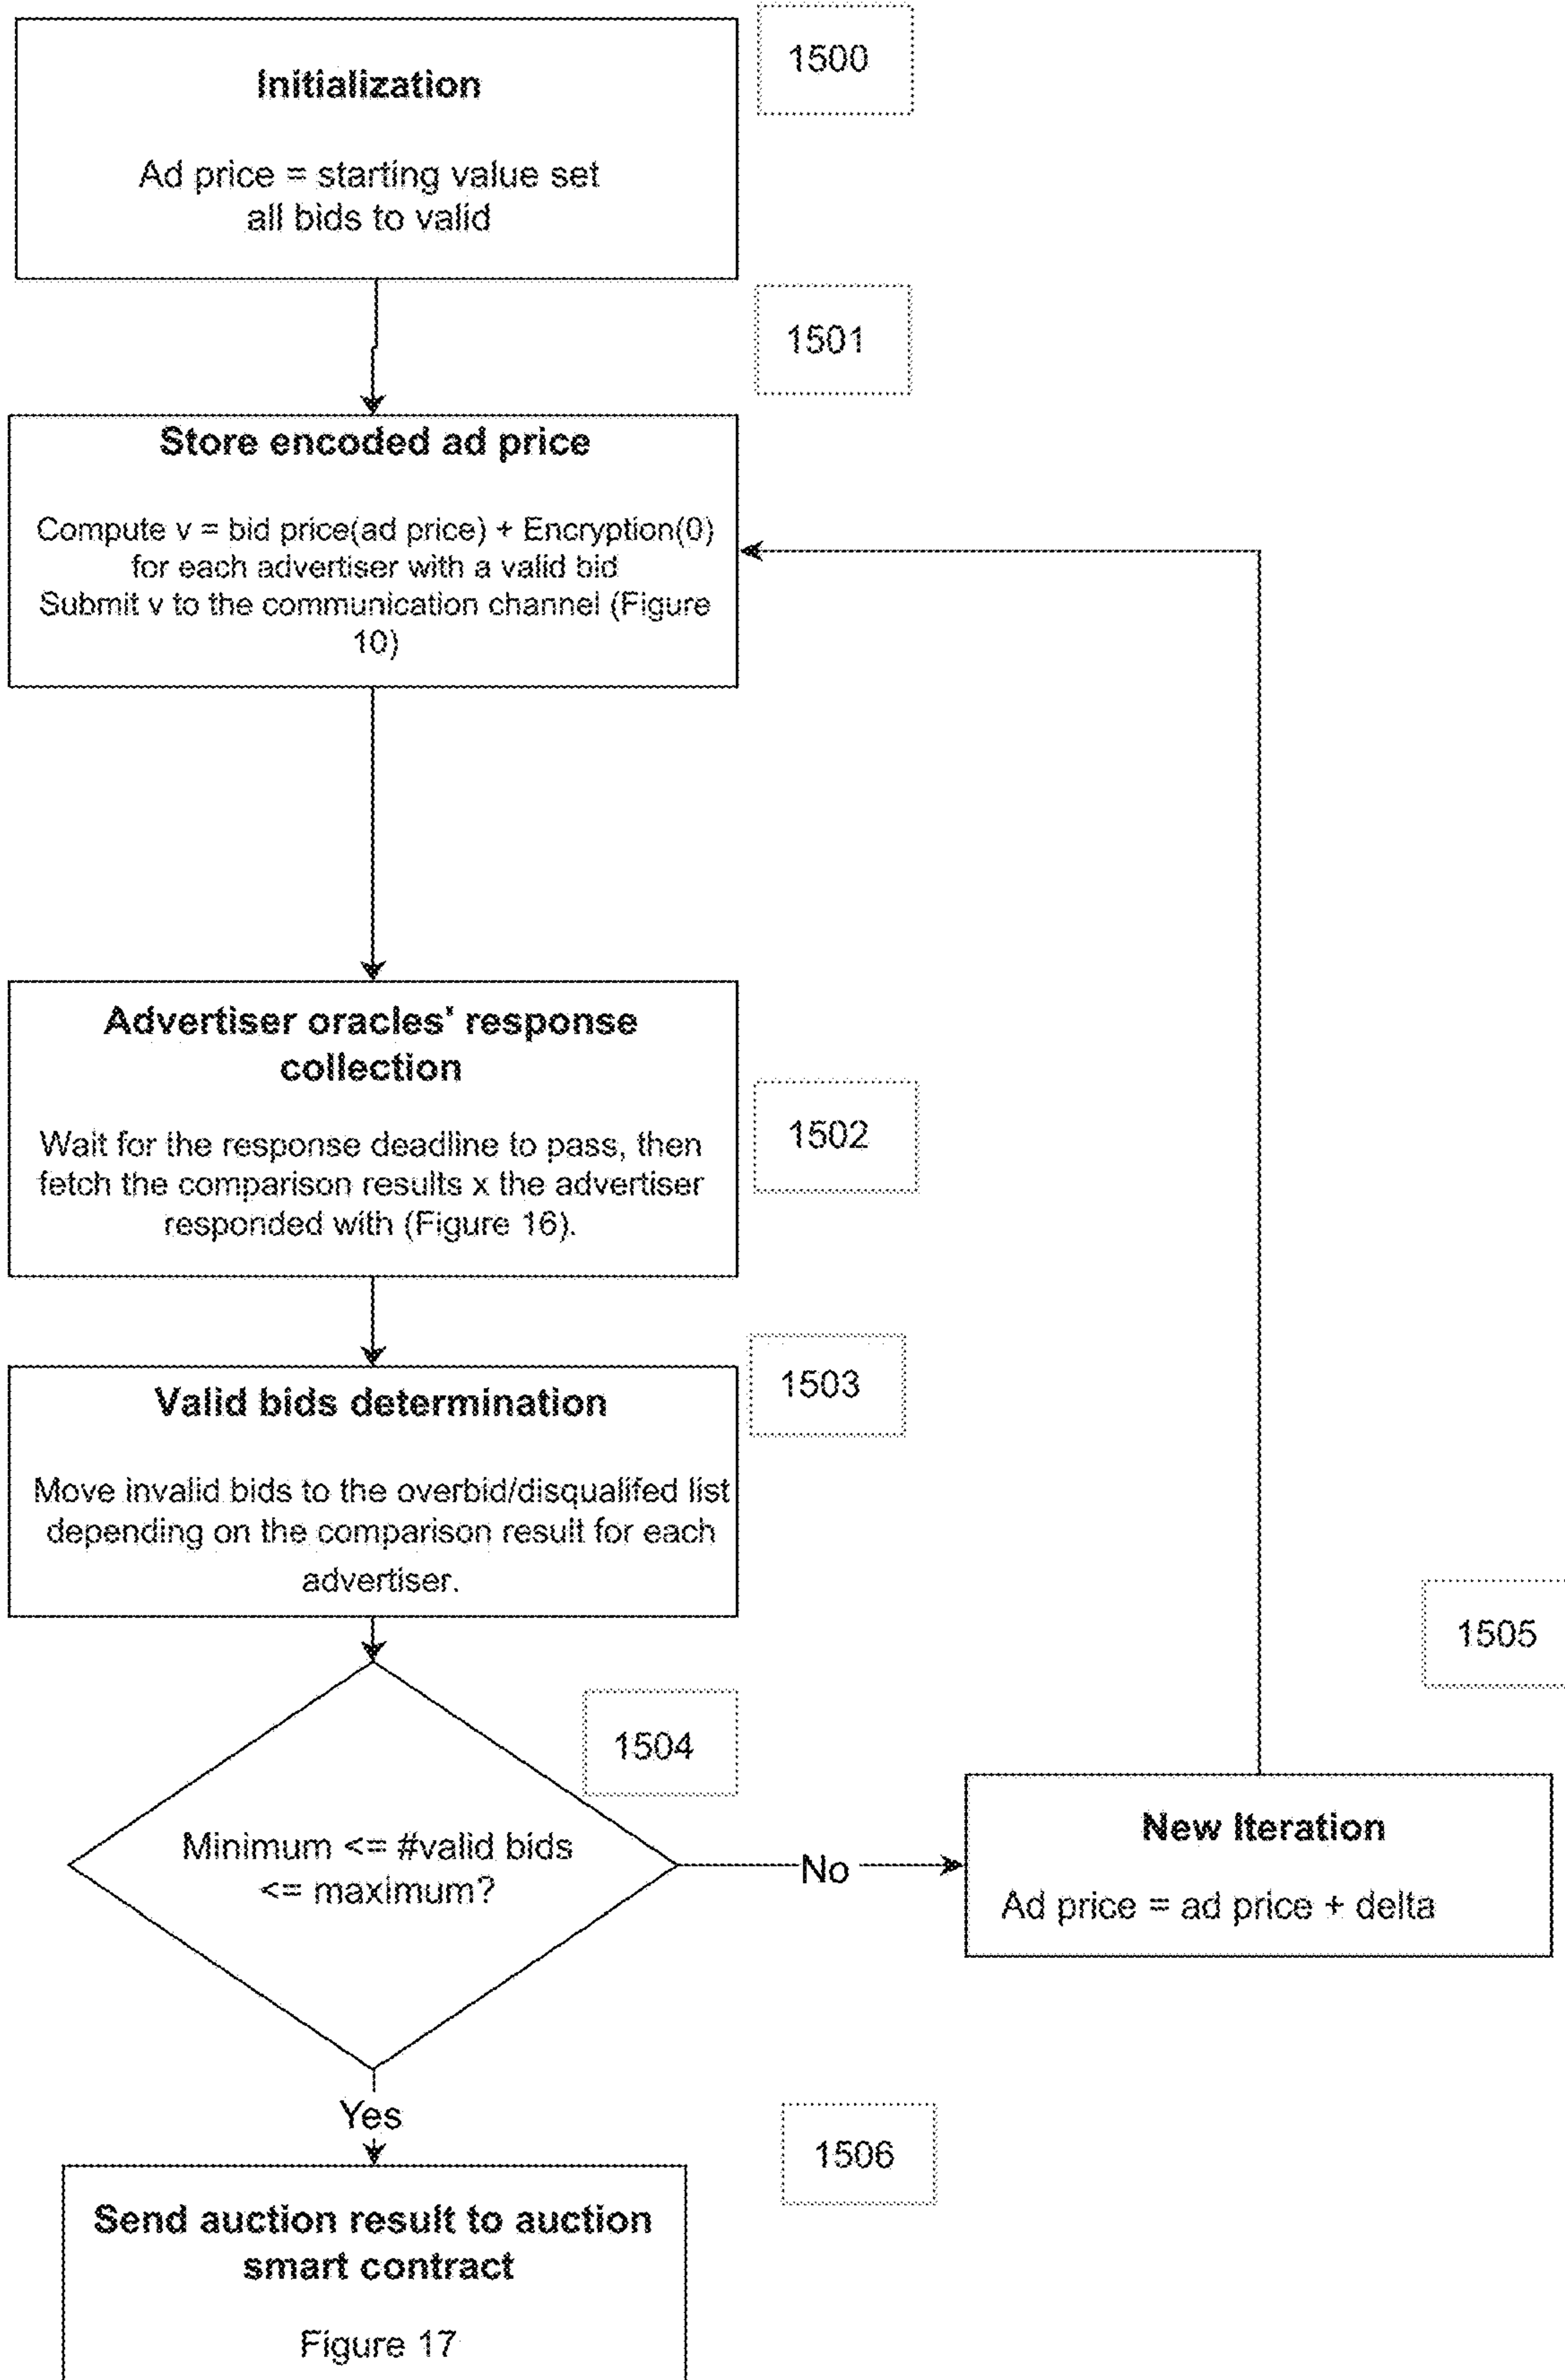 Initialization
1500
Ad price = starting value set
all bids to valid
1501
Store encoded ad price
Compute v = bid price(ad price) + Encryption(0)
for each advertiser with a valid bid
Submit v to the communication channel (Figure
10)
Advertiser oracles' response
collection
1502
Wait for the response deadline to pass, then
fetch the comparison results x the advertiser
responded with (Figure 16).
1503
Valid bids determination
Move invalid bids to the overbid/disqualifed list
depending on the comparison result for each
advertiser.
1505
1504
Minimum <= #valid bids
<= maximum?
No
New Iteration
Ad price = ad price + delta
Yes
1506
Send auction result to auction
smart contract
Figure 17